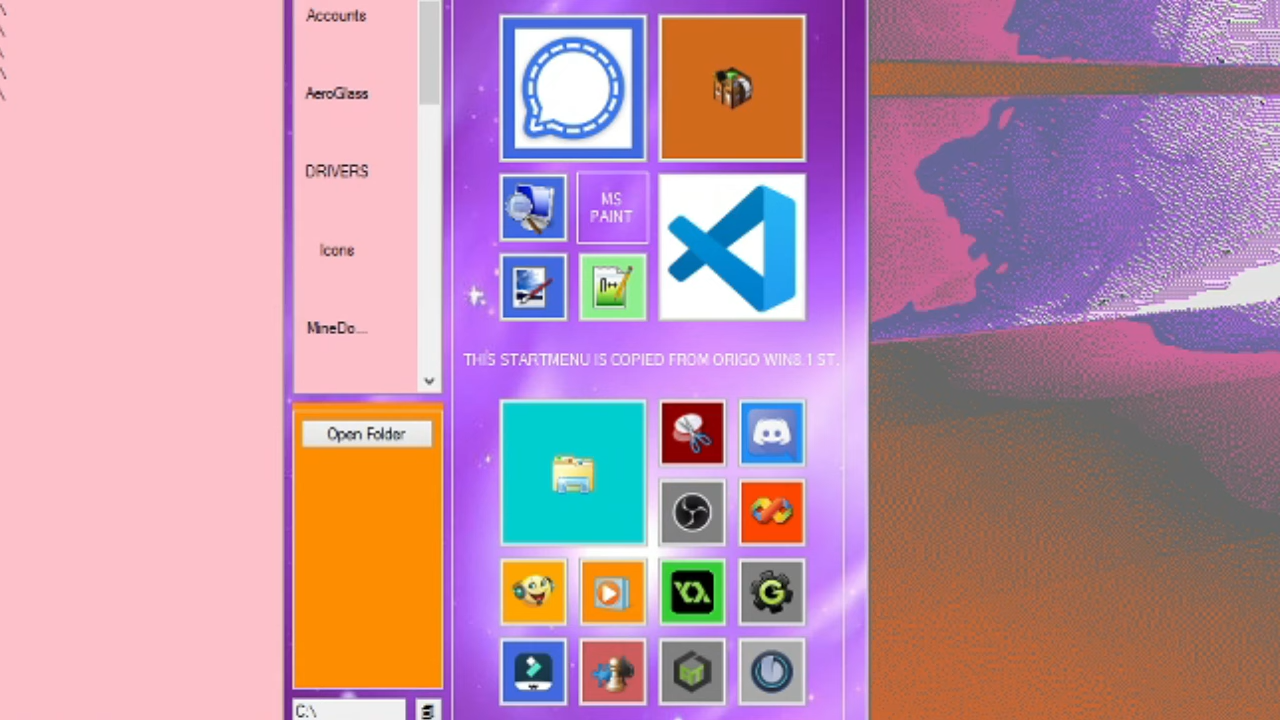 Accounts
AeroGlass
DRIVERS
Icons
MineDo...
Open Folder
C:\
MS
PAINT
THIS STARTMENU IS COPIED FROM ORIGO WIN8.1 ST.